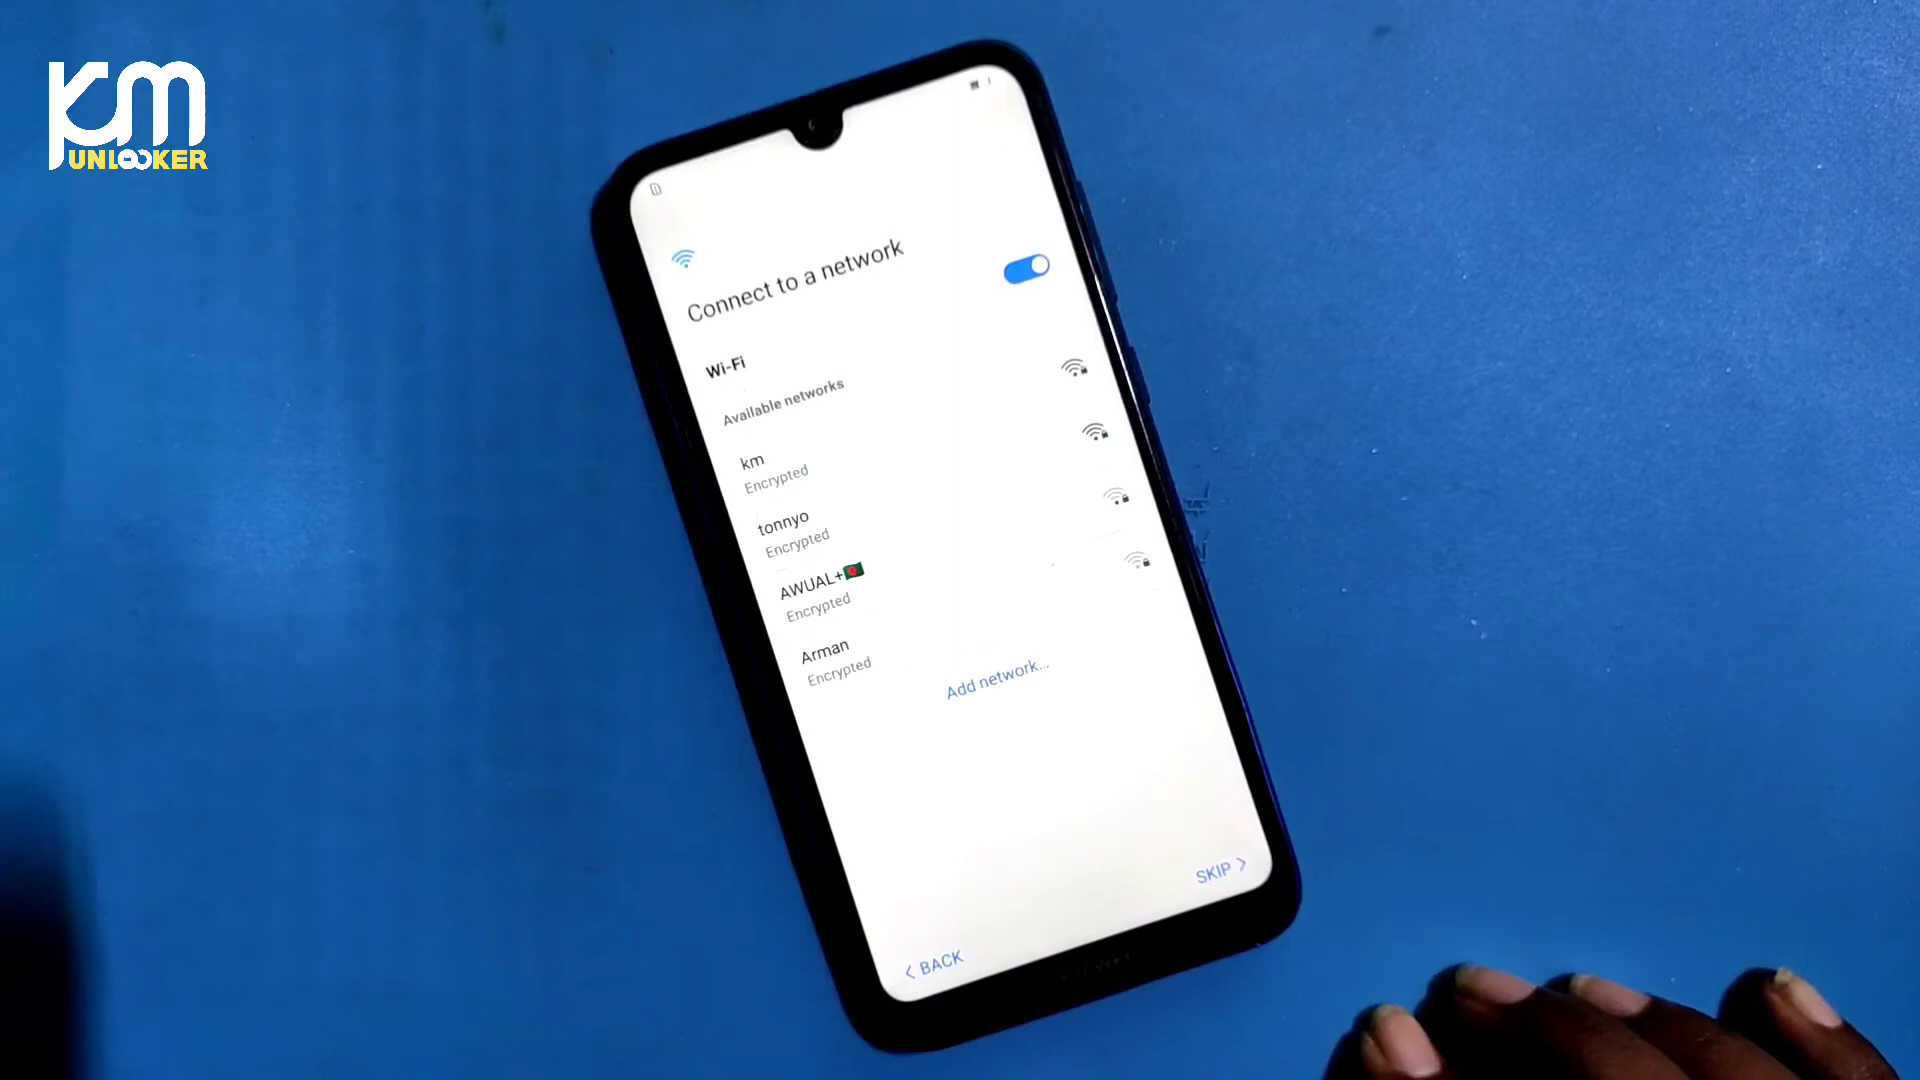 KM
UNLOCKER
Connect to a network
Wi-Fi
Available networks
km
Encrypted
tonnyo
Encrypted
AWUAL+🇧🇩
Encrypted
Arman
Encrypted
Add network...
SKIP >
< BACK